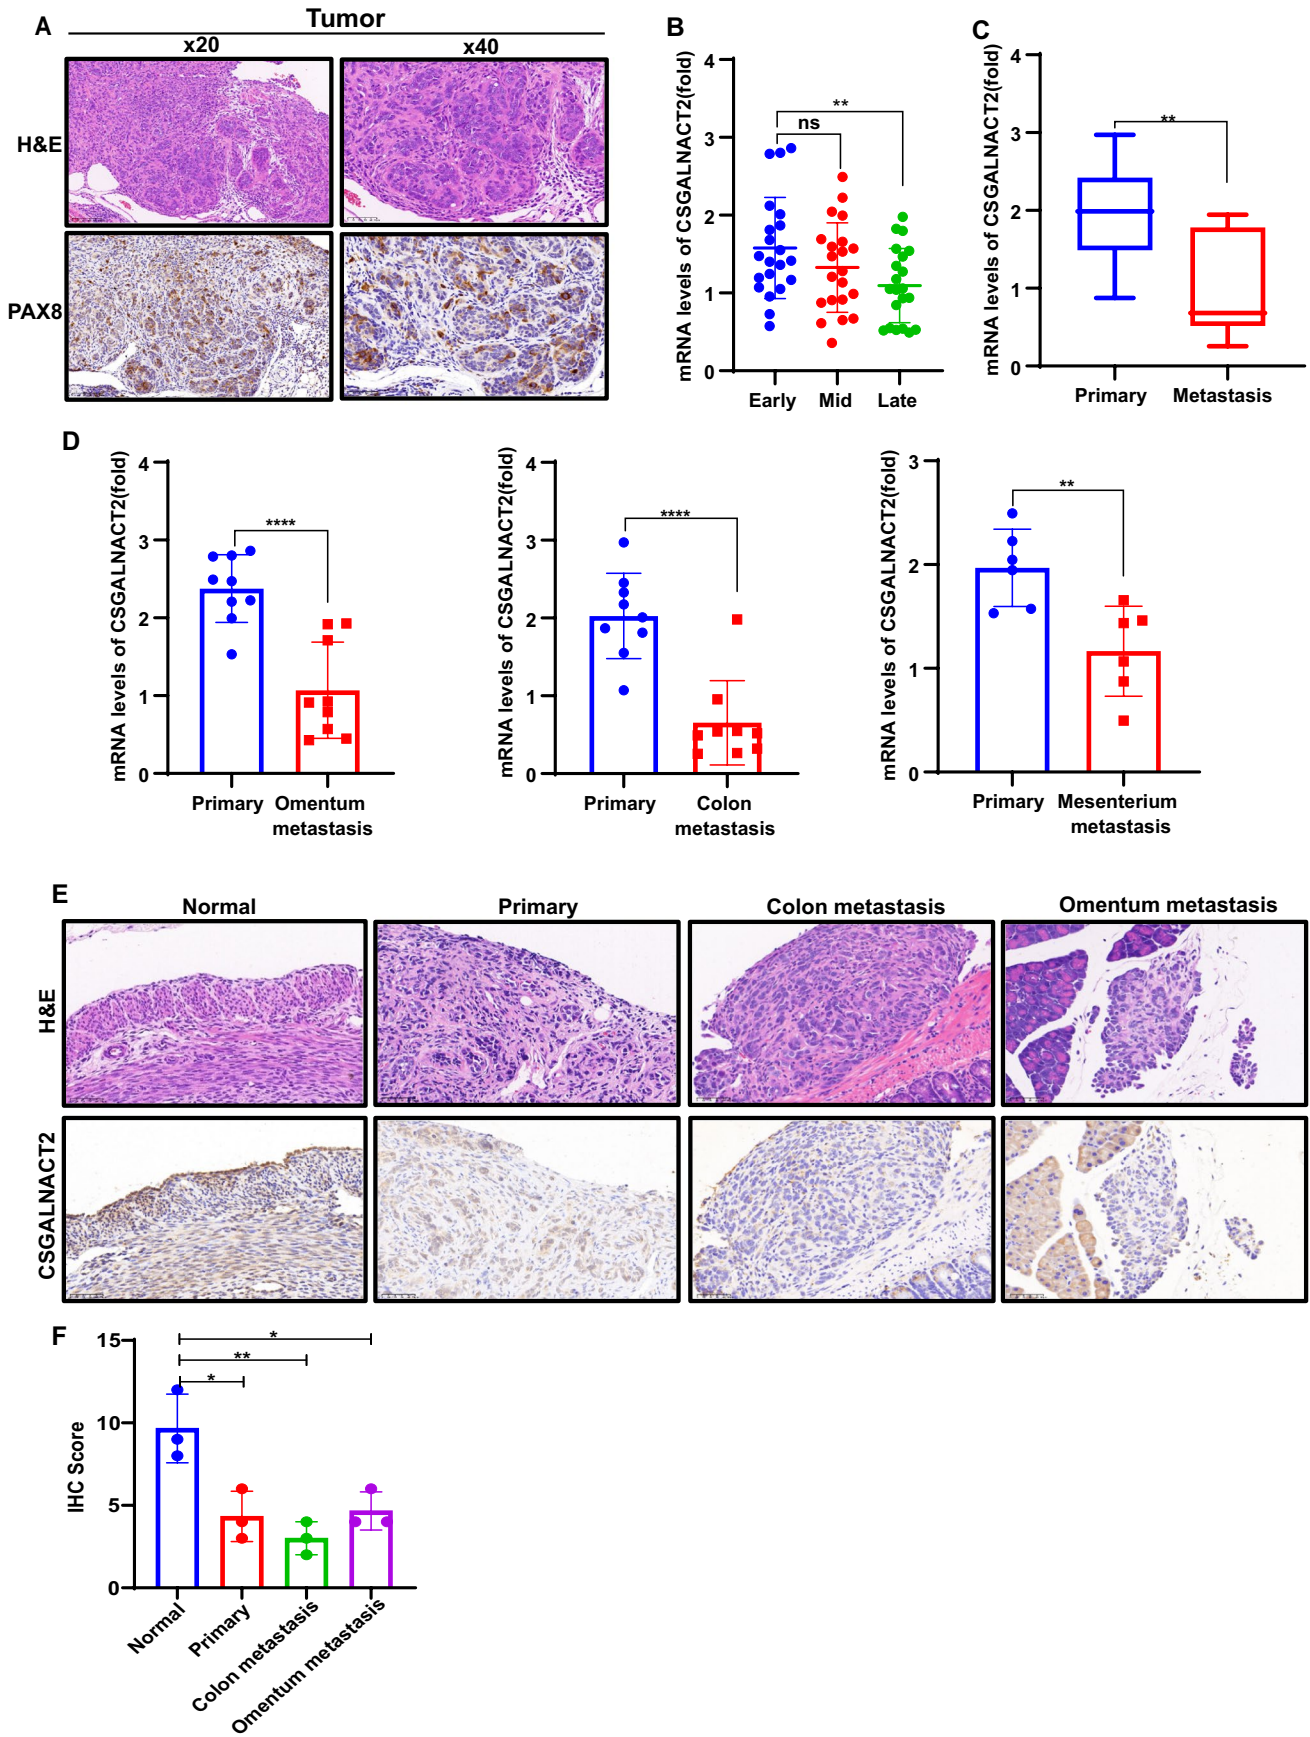 A
Tumor
x20
x40
H&E
PAX8
B
mRNA levels of CSGALNACT2(fold)
4
3
2
1
0
**
ns
Early
Mid
Late
C
mRNA levels of CSGALNACT2(fold)
4
3
2
1
0
**
Primary
Metastasis
D
mRNA levels of CSGALNACT2(fold)
4
3
2
1
0
****
Primary
Omentum
metastasis
mRNA levels of CSGALNACT2(fold)
4
3
2
1
0
****
Primary
Colon
metastasis
mRNA levels of CSGALNACT2(fold)
3
2
1
0
**
Primary
Mesenterium
metastasis
E
Normal
Primary
Colon metastasis
Omentum metastasis
H&E
CSGALNACT2
F
IHC Score
15
10
5
0
*
**
*
Normal
Primary
Colon metastasis
Omentum metastasis